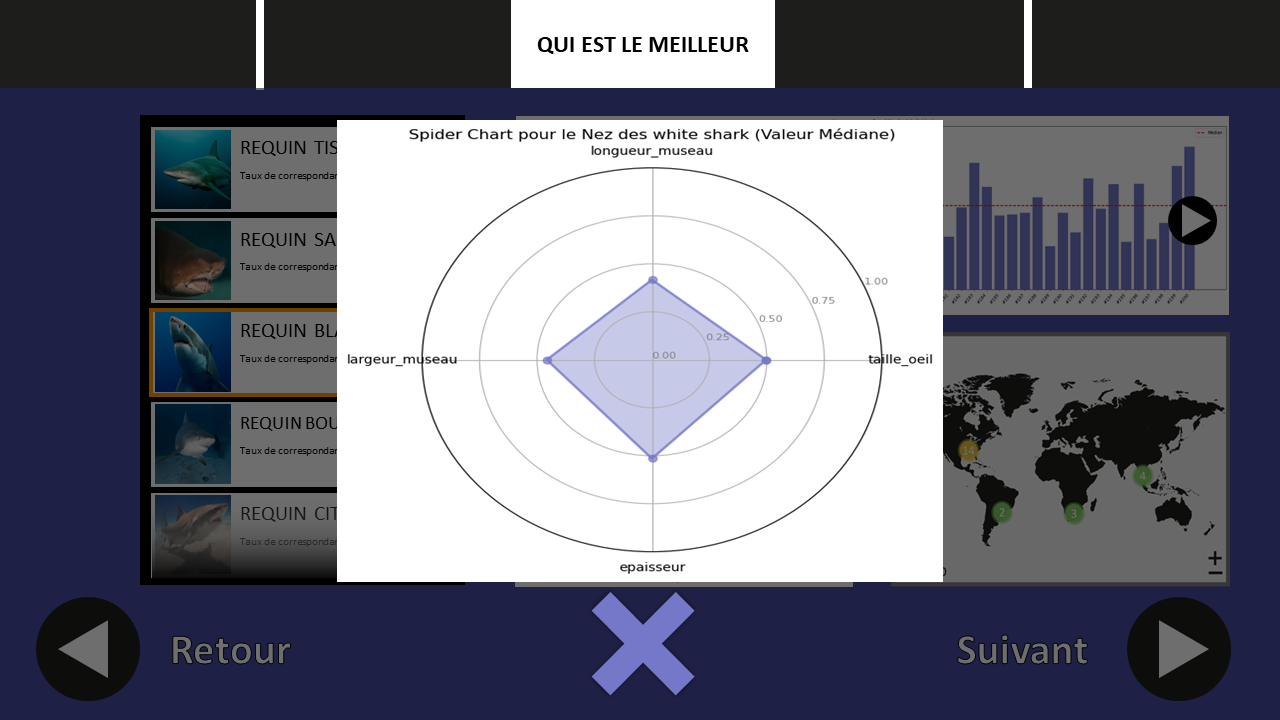 QUI EST LE MEILLEUR
REQUIN TIS
Taux de correspondan
REQUIN SA
Taux de correspondan
REQUIN BLA
Taux de correspondan
REQUIN BOU
Taux de correspondan
REQUIN CIT
Taux de correspondan
Spider Chart pour le Nez des white shark (Valeur Médiane)
longueur_museau
1.00
0.75
0.50
0.25
0.00
largeur_museau
taille_oeil
epaisseur
Médian
14
4
2
3
+
−
Retour
Suivant